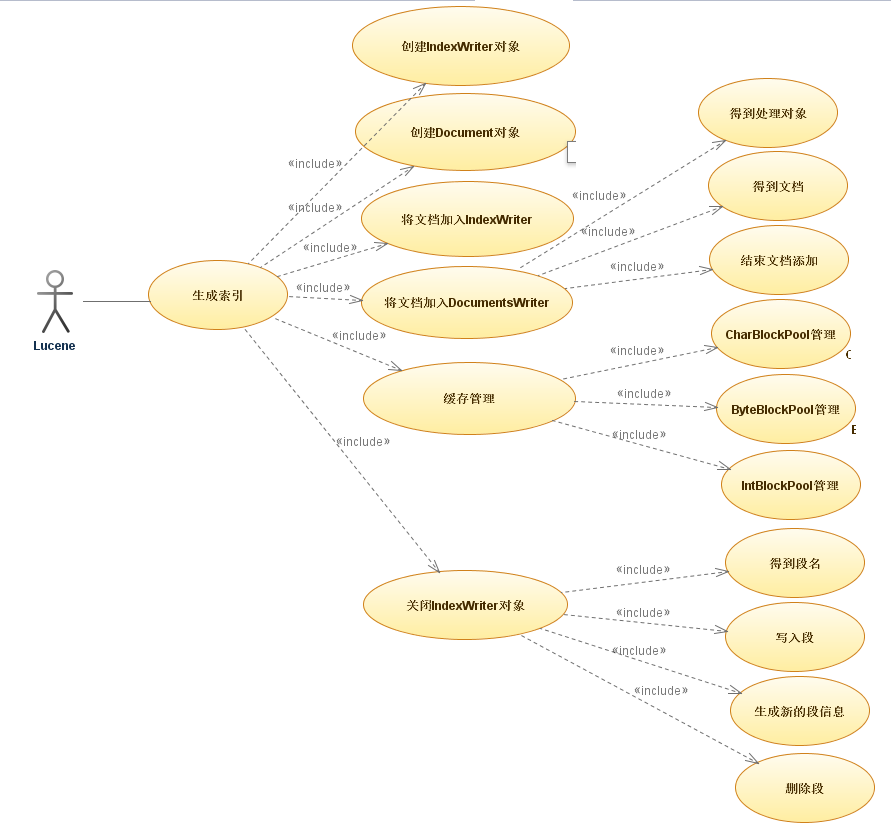 创建IndexWriter对象
创建Document对象
得到处理对象
«include»
«include»
得到文档
«include»
将文档加入IndexWriter
«include»
«include»
结束文档添加
«include»
生成索引
«include»
将文档加入DocumentsWriter
«include»
CharBlockPool管理
Lucene
«include»
«include»
缓存管理
«include»
ByteBlockPool管理
E
«include»
«include»
IntBlockPool管理
«include»
得到段名
关闭IndexWriter对象
«include»
写入段
«include»
生成新的段信息
«include»
删除段